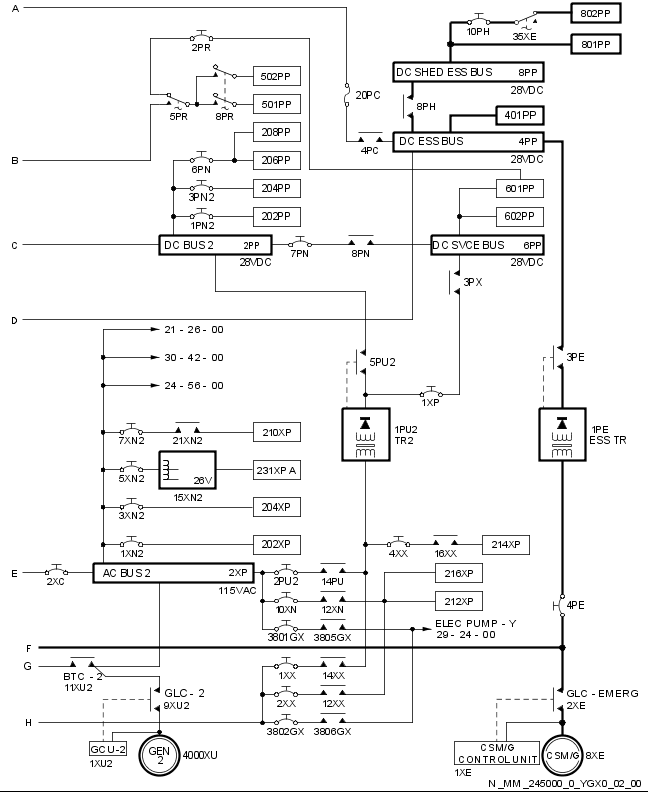 A
802PP
10PH
35XE
801PP
2PR
DC SHED ESS BUS 8PP
28VDC
502PP
20PC
8PH
501PP
5PR
8PR
401PP
208PP
DC ESS BUS 4PP
4PC
28VDC
B
206PP
6PN
204PP
601PP
3PN2
202PP
602PP
1PN2
C
DC BUS 2 2PP
28VDC
7PN
8PN
DC SVCE BUS 6PP
28VDC
3PX
D
21 - 26 - 00
30 - 42 - 00
5PU2
3PE
24 - 56 - 00
1XP
7XN2
21XN2
210XP
1PU2
TR2
1PE
ESS TR
5XN2
26V
15XN2
231XP A
3XN2
204XP
1XN2
202XP
4XX
16XX
214XP
E
2XC
AC BUS 2 2XP
115VAC
2PU2
14PU
216XP
10XN
12XN
212XP
4PE
3801GX
3805GX
ELEC PUMP - Y
29 - 24 - 00
F
G
BTC - 2
11XU2
1XX
14XX
GLC - 2
9XU2
2XX
12XX
GLC - EMERG
2XE
H
3802GX
3806GX
GCU-2
1XU2
GEN
2
4000XU
CSM/G
CONTROL UNIT
1XE
CSM/G
8XE
N_MM_245000_0_YGX0_02_00